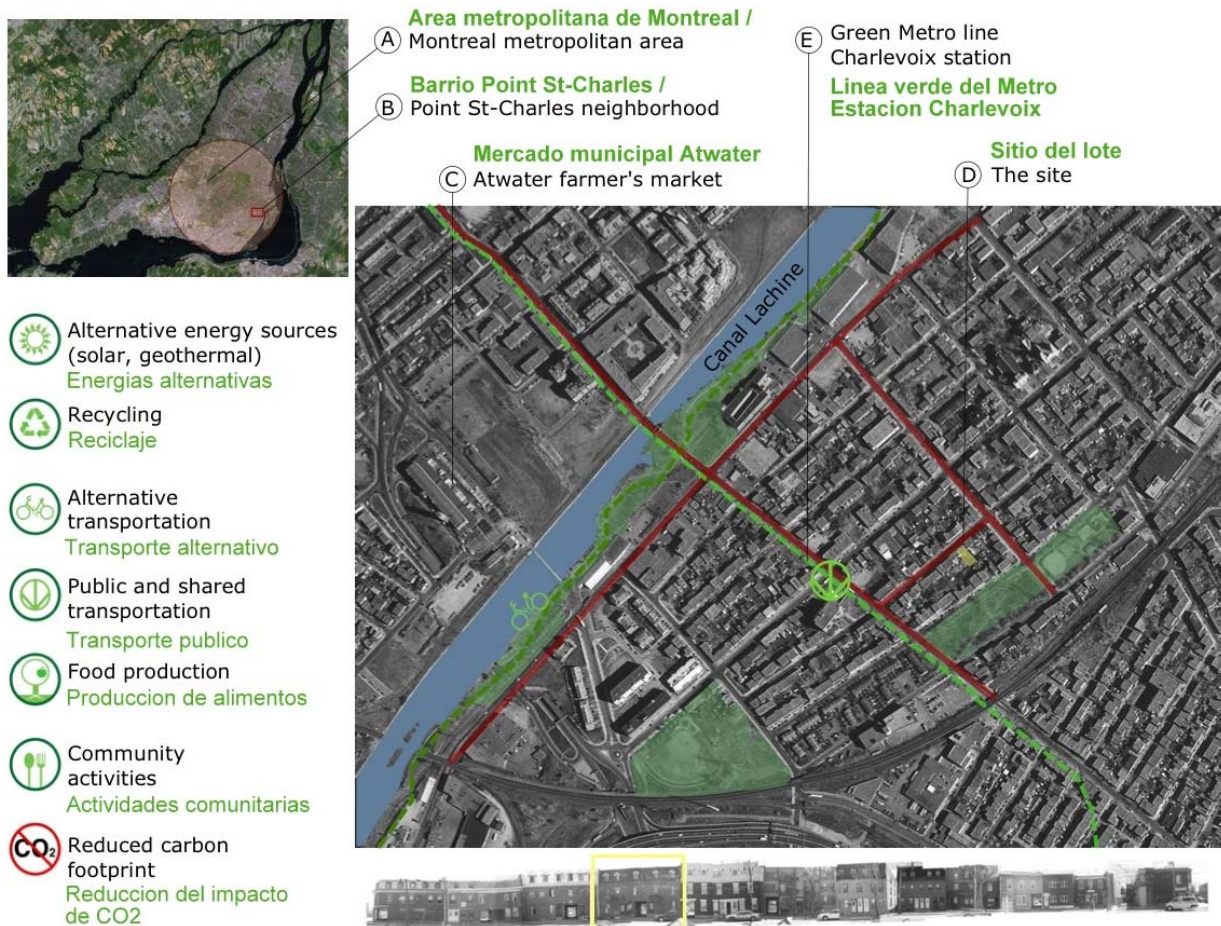 Area metropolitana de Montreal /
A Montreal metropolitan area
Barrio Point St-Charles /
B Point St-Charles neighborhood
Mercado municipal Atwater
C Atwater farmer's market
E Green Metro line
Charlevoix station
Linea verde del Metro
Estacion Charlevoix
Sitio del lote
D The site
Canal Lachine
Alternative energy sources
(solar, geothermal)
Energias alternativas
Recycling
Reciclaje
Alternative
transportation
Transporte alternativo
Public and shared
transportation
Transporte publico
Food production
Produccion de alimentos
Community
activities
Actividades comunitarias
CO2
Reduced carbon
footprint
Reduccion del impacto
de CO2